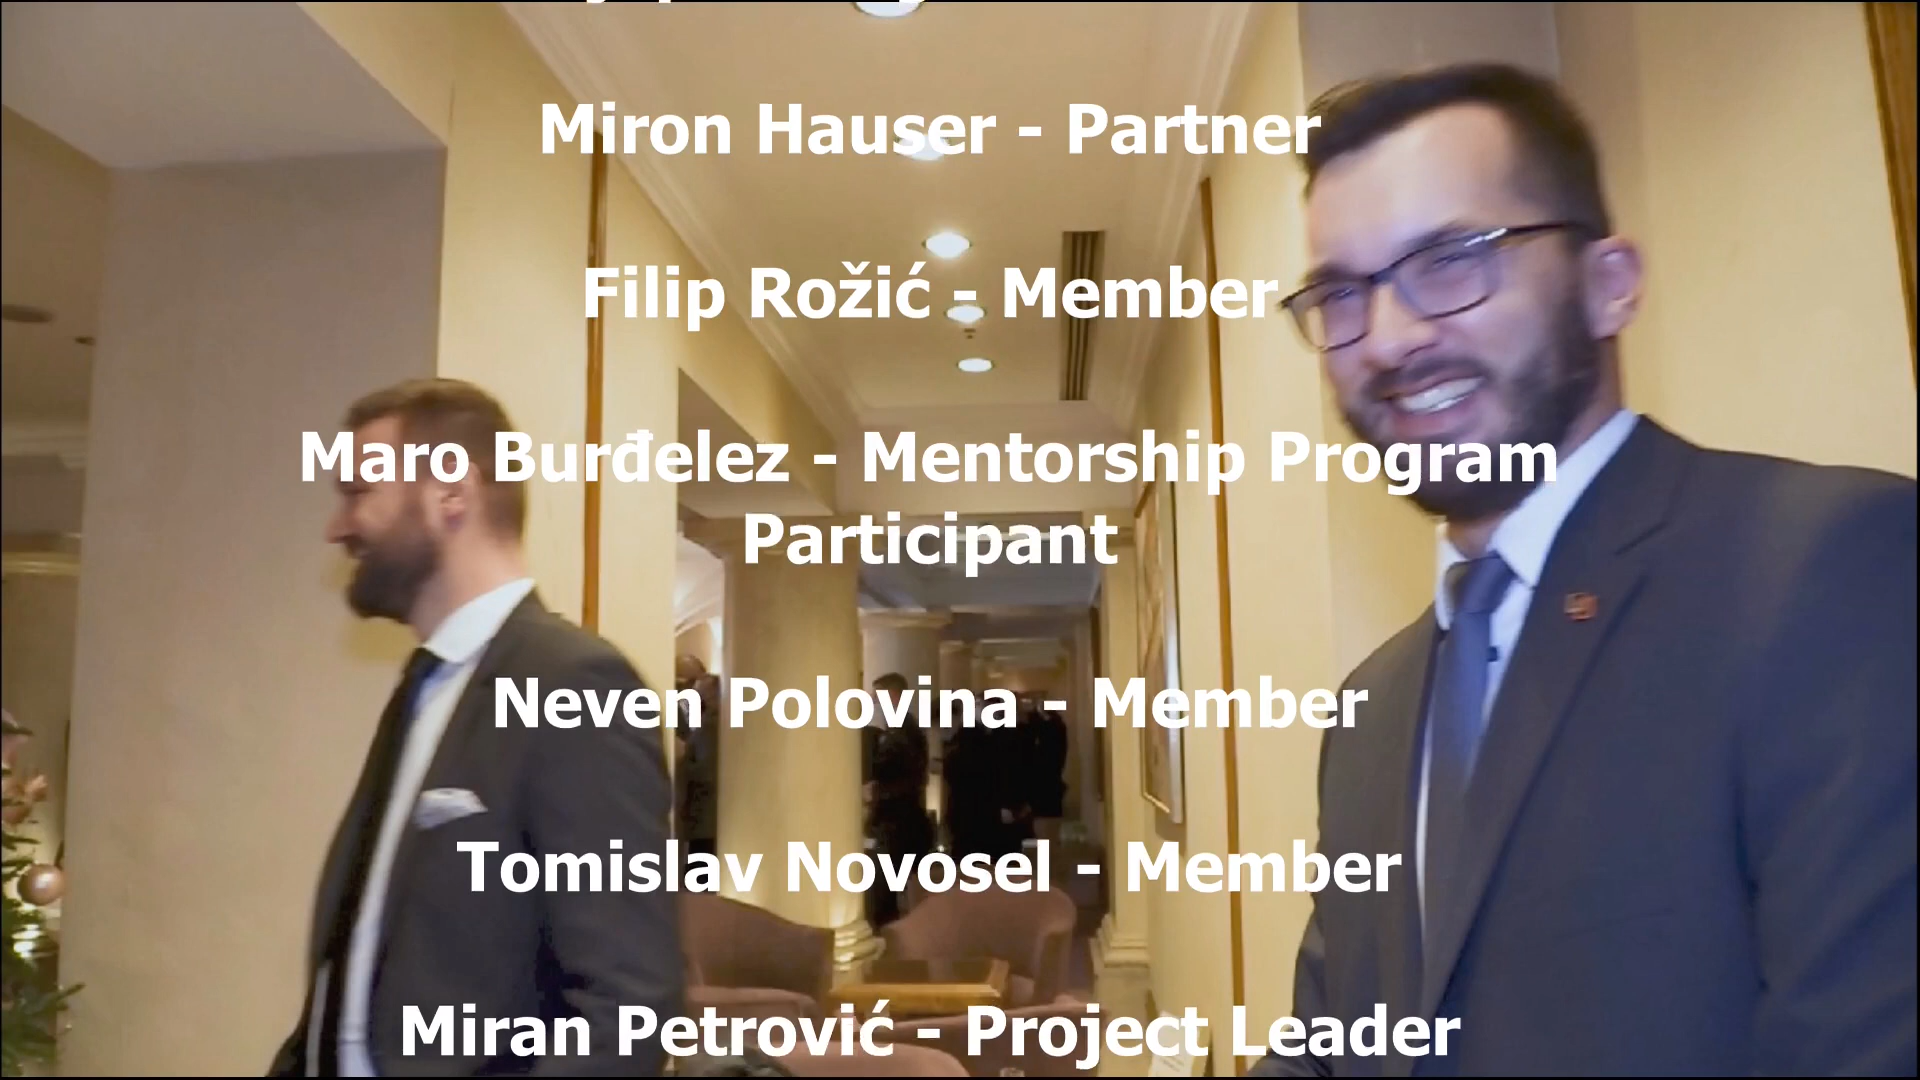 Miron Hauser - Partner
Filip Rožić - Member
Maro Burđelez - Mentorship Program
Participant
Neven Polovina - Member
Tomislav Novosel - Member
Miran Petrović - Project Leader